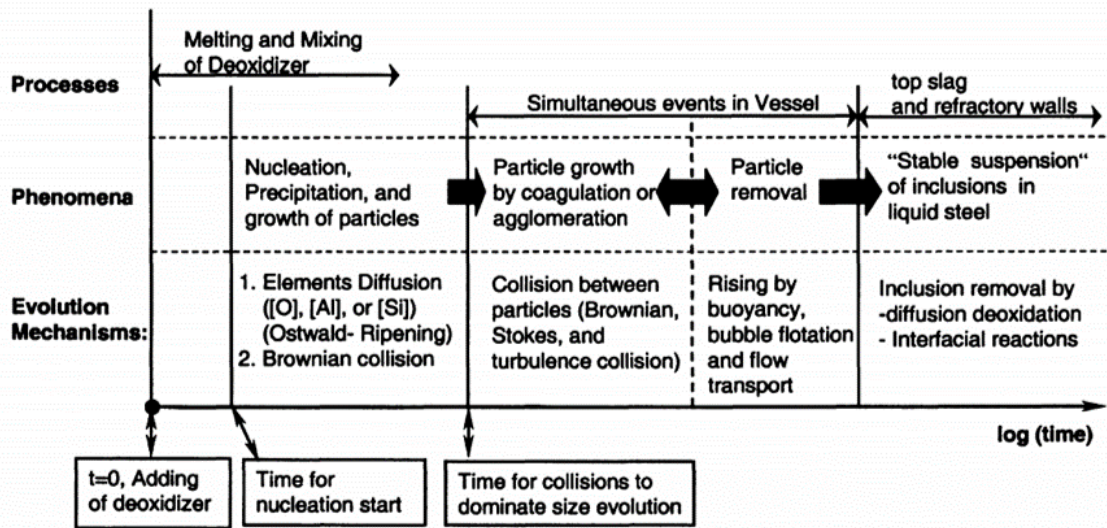 Melting and Mixing
of Deoxidizer
Processes
Simultaneous events in Vessel
top slag
and refractory walls
Phenomena
Nucleation,
Precipitation, and
growth of particles
Particle growth
by coagulation or
agglomeration
Particle
removal
“Stable suspension“
of inclusions in
liquid steel
Evolution
Mechanisms:
1. Elements Diffusion
([O], [Al], or [Si])
(Ostwald- Ripening)
2. Brownian collision
Collision between
particles (Brownian,
Stokes, and
turbulence collision)
Rising by
buoyancy,
bubble flotation
and flow
transport
Inclusion removal by
-diffusion deoxidation
- Interfacial reactions
log (time)
t=0, Adding
of deoxidizer
Time for
nucleation start
Time for collisions to
dominate size evolution